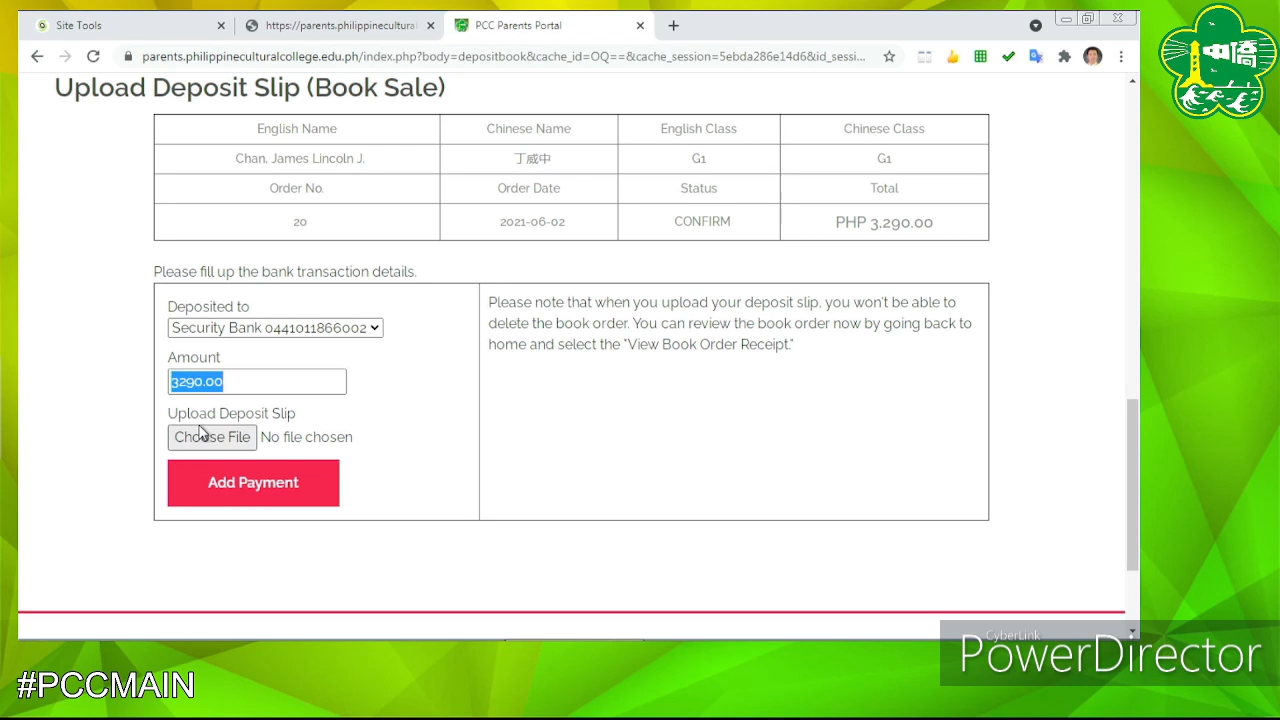 Site Tools
https://parents.philippinecultural
PCC Parents Portal
parents.philippineculturalcollege.edu.ph/index.php?body=depositbook&cache_id=OQ==&cache_session=5ebda286e14d6&id_sessi...
中僑
Upload Deposit Slip (Book Sale)
English Name Chinese Name English Class Chinese Class
Chan, James Lincoln J. 丁威中 G1 G1
Order No. Order Date Status Total
20 2021-06-02 CONFIRM PHP 3,290.00
Please fill up the bank transaction details.
Deposited to
Security Bank 0441011866002
Amount
3290.00
Upload Deposit Slip
Choose File No file chosen
Add Payment
Please note that when you upload your deposit slip, you won't be able to
delete the book order. You can review the book order now by going back to
home and select the "View Book Order Receipt."
CyberLink
PowerDirector
#PCCMAIN